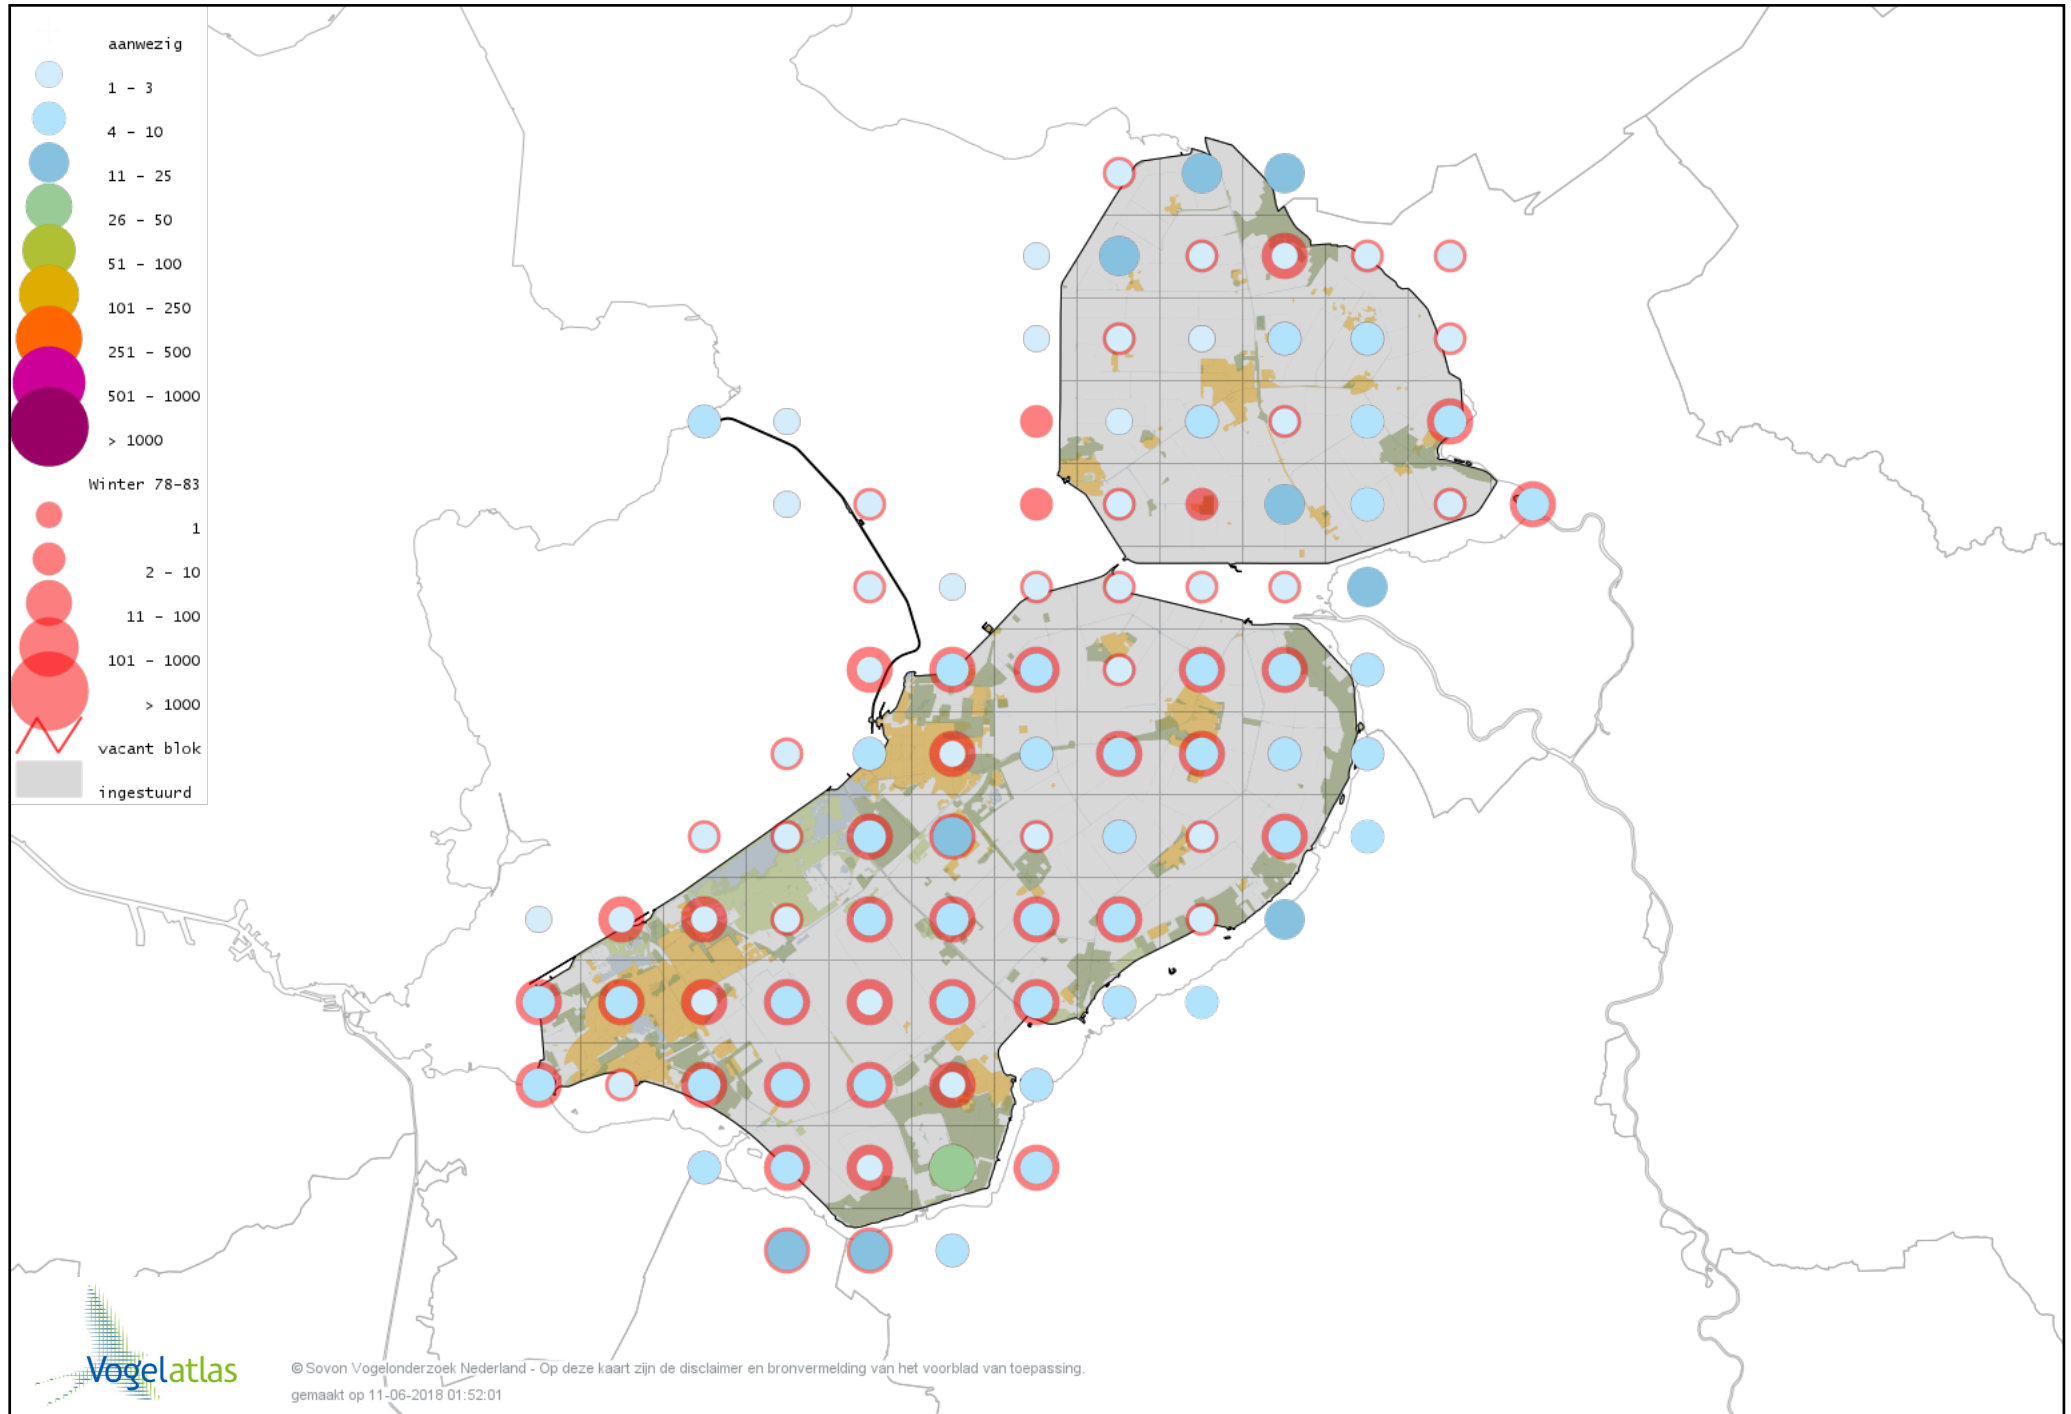 aanwezig
1 - 3
4 - 10
11 - 25
26 - 50
51 - 100
101 - 250
251 - 500
501 - 1000
> 1000
Winter 78-83
1
2 - 10
11 - 100
101 - 1000
> 1000
vacant blok
ingestuurd
Vogelatlas
© Sovon Vogelonderzoek Nederland - Op deze kaart zijn de disclaimer en bronvermelding van het voorblad van toepassing.
gemaakt op 11-06-2018 01:52:01